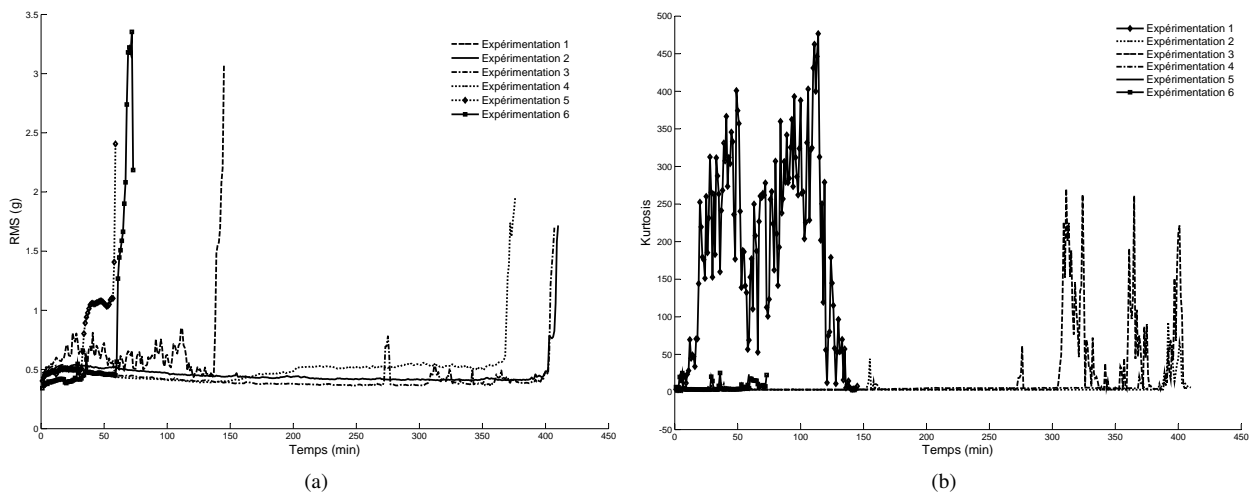 3.5
3
2.5
2
1.5
1
0.5
0
RMS (g)
0 50 100 150 200 250 300 350 400 450
Temps (min)
Expérimentation 1
Expérimentation 2
Expérimentation 3
Expérimentation 4
Expérimentation 5
Expérimentation 6
(a)
500
450
400
350
300
250
200
150
100
50
0
-50
Kurtosis
0 50 100 150 200 250 300 350 400 450
Temps (min)
Expérimentation 1
Expérimentation 2
Expérimentation 3
Expérimentation 4
Expérimentation 5
Expérimentation 6
(b)